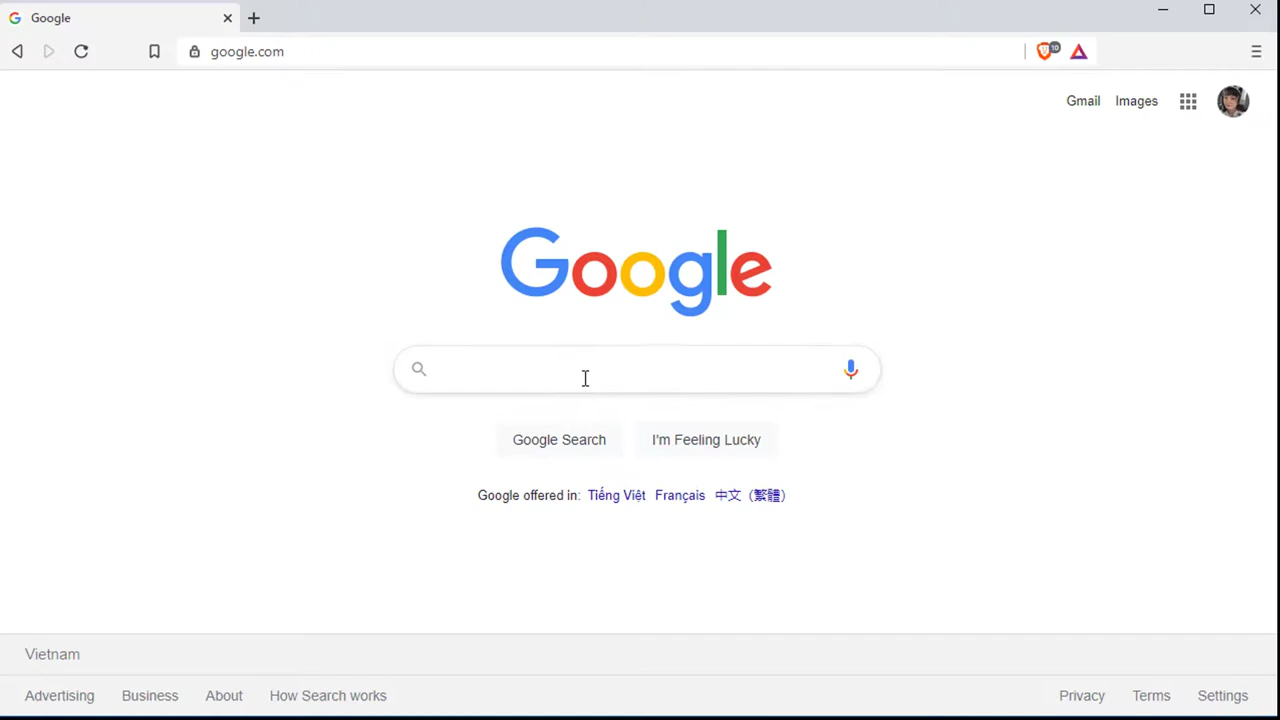 Google
google.com
10
Gmail Images
Google
Google Search I'm Feeling Lucky
Google offered in: Tiếng Việt Français 中文（繁體）
Vietnam
Advertising Business About How Search works Privacy Terms Settings